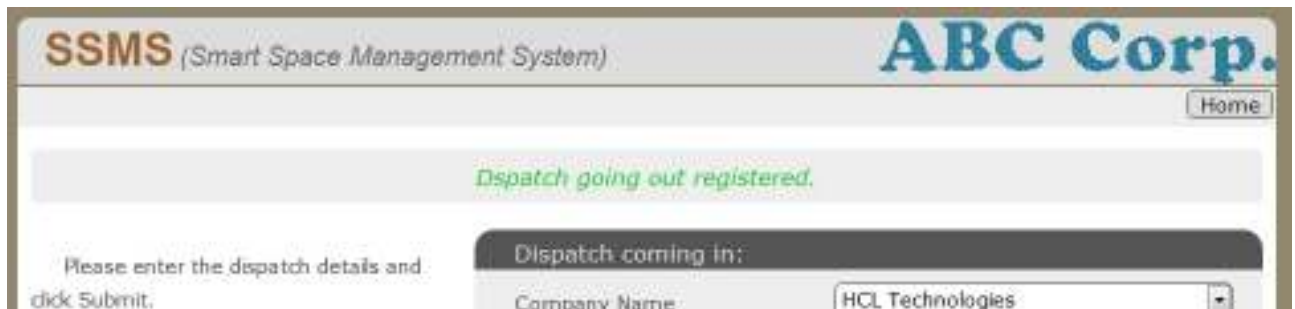 SSMS (Smart Space Management System) ABC Corp.
Home
Dspatch going out registered.
Dispatch coming in:
Please enter the dispatch details and
click Submit.
Company Name HCL Technologies